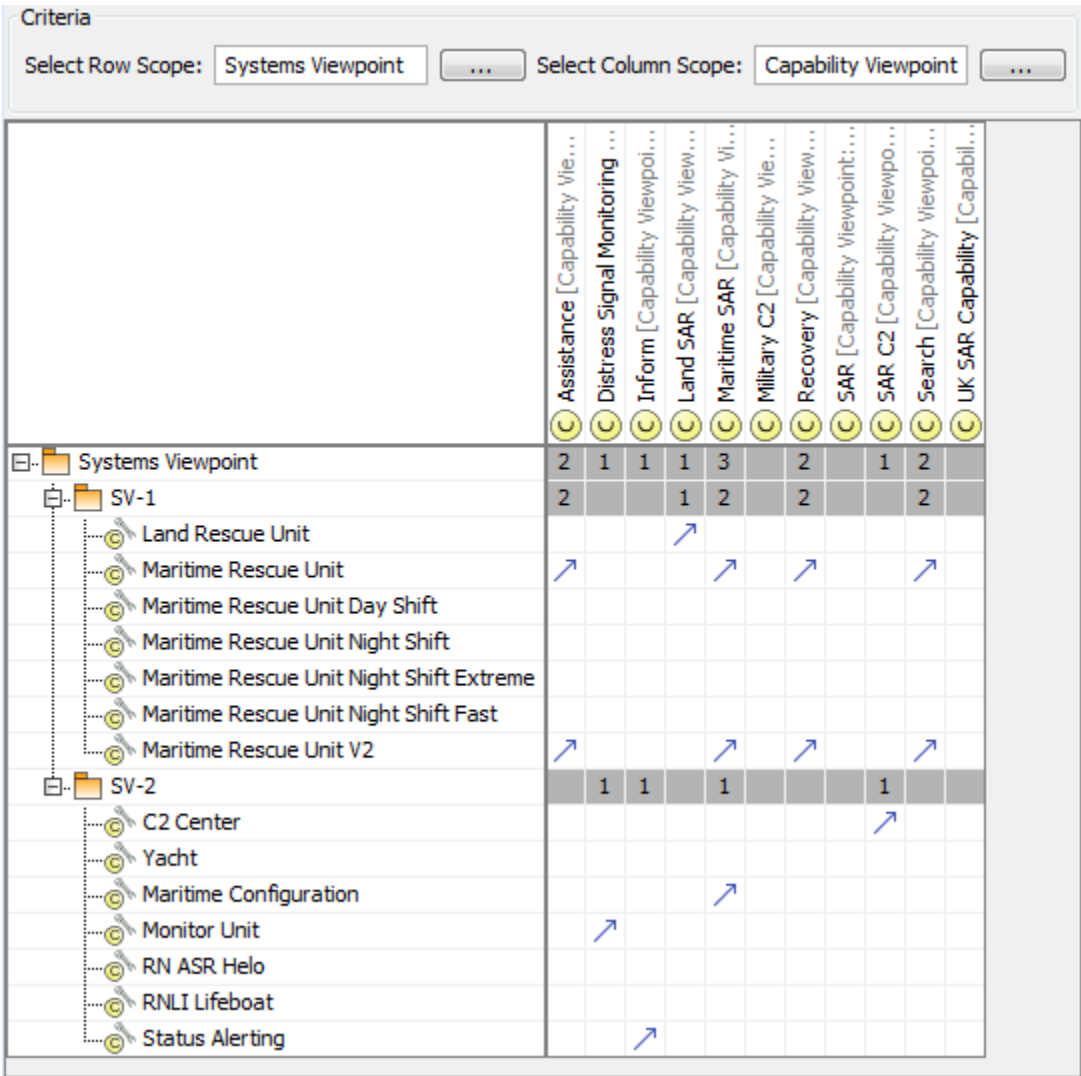 Criteria
Select Row Scope: Systems Viewpoint ... Select Column Scope: Capability Viewpoint ...
Assistance [Capability Vie...
Distress Signal Monitoring ...
Inform [Capability Viewpoi...
Land SAR [Capability View...
Maritime SAR [Capability Vi...
Military C2 [Capability Vie...
Recovery [Capability View...
SAR [Capability Viewpoint:...
SAR C2 [Capability Viewpo...
Search [Capability Viewpoi...
UK SAR Capability [Capabil...
C C C C C C C C C C C
Systems Viewpoint 2 1 1 1 3 2 1 2
SV-1 2 1 2 2 2
C Land Rescue Unit
C Maritime Rescue Unit
C Maritime Rescue Unit Day Shift
C Maritime Rescue Unit Night Shift
C Maritime Rescue Unit Night Shift Extreme
C Maritime Rescue Unit Night Shift Fast
C Maritime Rescue Unit V2
SV-2 1 1 1 1
C C2 Center
C Yacht
C Maritime Configuration
C Monitor Unit
C RN ASR Helo
C RNLI Lifeboat
C Status Alerting